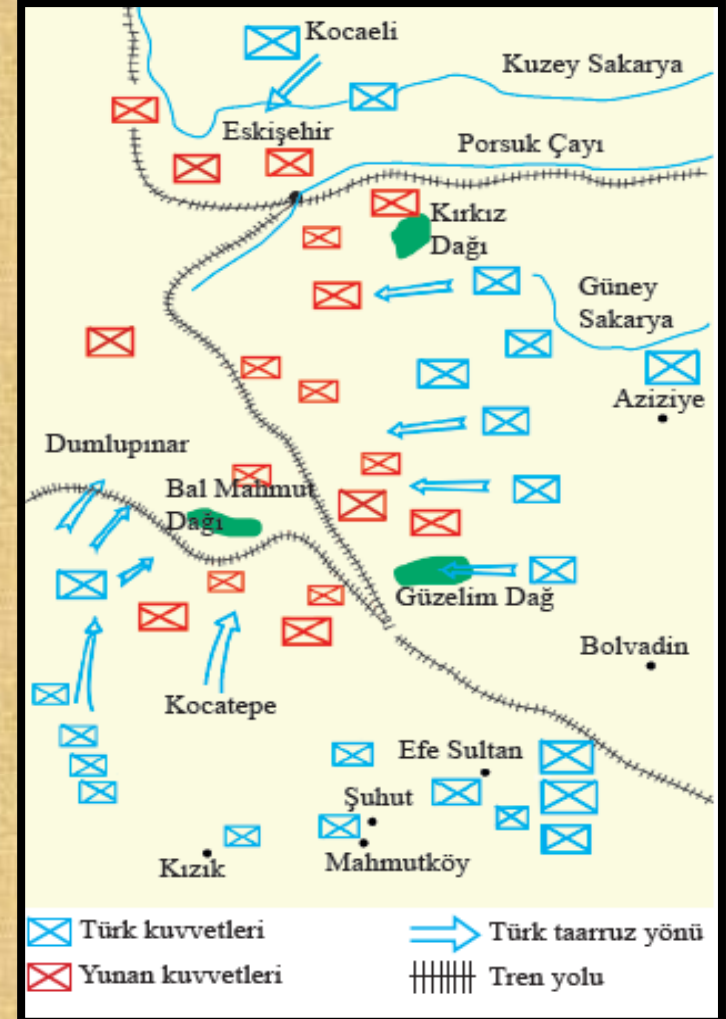 Kocaeli
Kuzey Sakarya
Eskişehir
Porsuk Çayı
Kırkız
Dağı
Güney
Sakarya
Aziziye
Dumlupınar
Bal Mahmut
Dağı
Güzelim Dağ
Bolvadin
Kocatepe
Efe Sultan
Şuhut
Kızik
Mahmutköy
Türk kuvvetleri
Türk taarruz yönü
Yunan kuvvetleri
Tren yolu